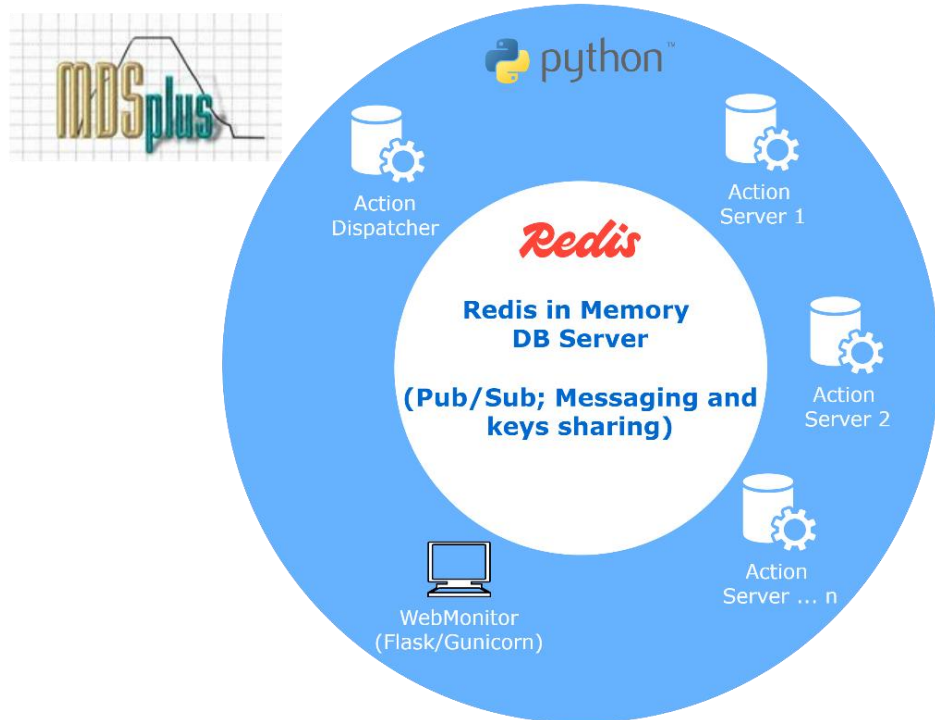 MDSplus
python™
Action
Dispatcher
Action
Server 1
Redis
Redis in Memory
DB Server
(Pub/Sub; Messaging and
keys sharing)
Action
Server 2
Action
Server ... n
WebMonitor
(Flask/Gunicorn)